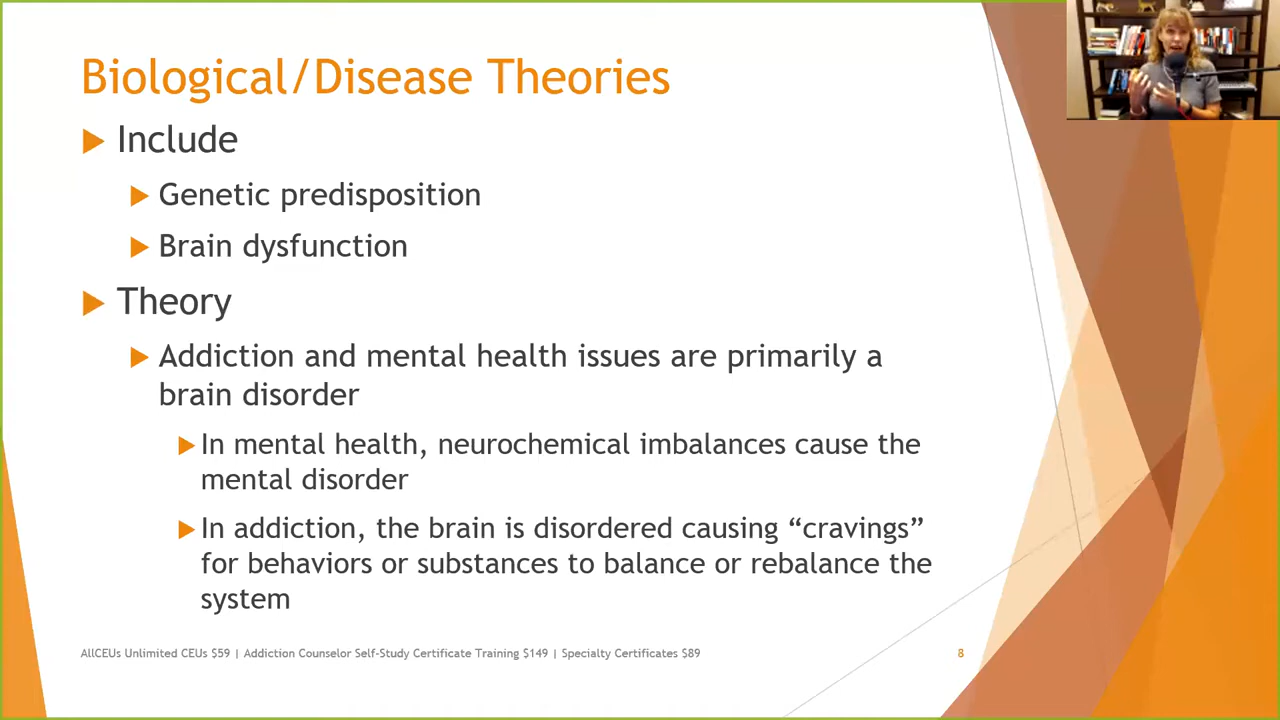 Biological/Disease Theories
Include
Genetic predisposition
Brain dysfunction
Theory
Addiction and mental health issues are primarily a
brain disorder
In mental health, neurochemical imbalances cause the
mental disorder
In addiction, the brain is disordered causing “cravings”
for behaviors or substances to balance or rebalance the
system
AllCEUs Unlimited CEUs $59 | Addiction Counselor Self-Study Certificate Training $149 | Specialty Certificates $89
8